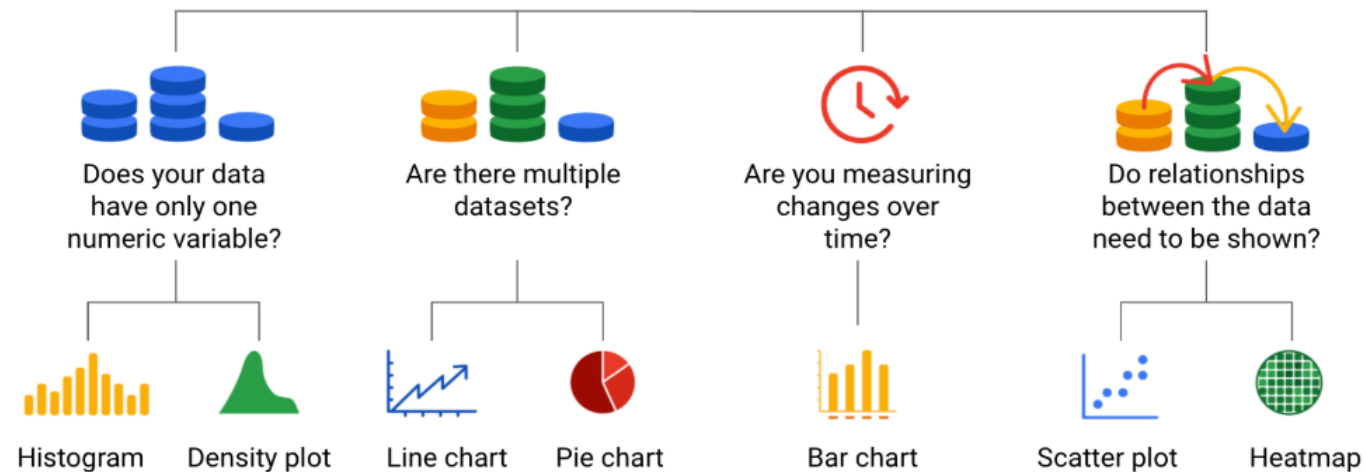 Does your data
have only one
numeric variable?
Are there multiple
datasets?
Are you measuring
changes over
time?
Do relationships
between the data
need to be shown?
Histogram
Density plot
Line chart
Pie chart
Bar chart
Scatter plot
Heatmap